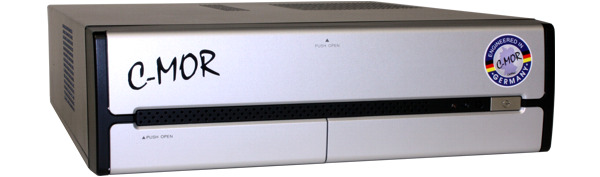 ▲
PUSH OPEN
C-MOR
ENGINEERED IN
C-MOR
GERMANY
▲PUSH OPEN